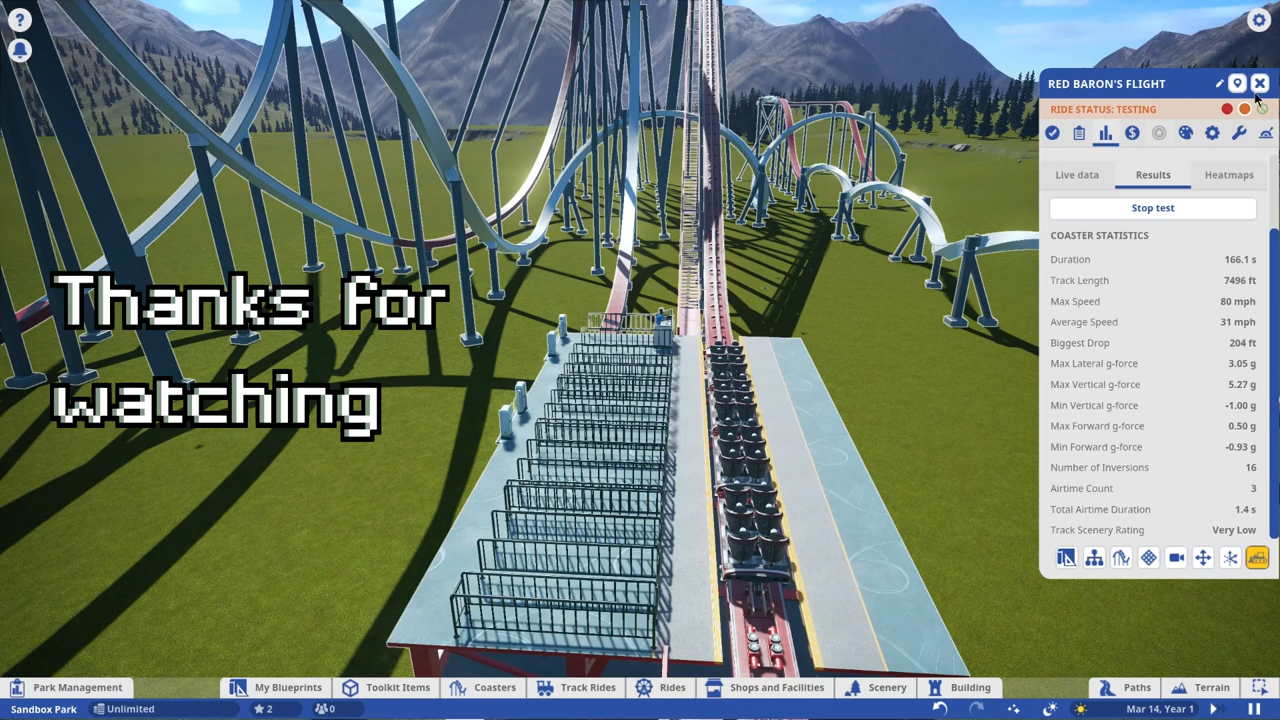 ?
RED BARON'S FLIGHT
RIDE STATUS: TESTING
Live data Results Heatmaps
Stop test
COASTER STATISTICS
Duration 166.1 s
Track Length 7496 ft
Max Speed 80 mph
Average Speed 31 mph
Biggest Drop 204 ft
Max Lateral g-force 3.05 g
Max Vertical g-force 5.27 g
Min Vertical g-force -1.00 g
Max Forward g-force 0.50 g
Min Forward g-force -0.93 g
Number of Inversions 16
Airtime Count 3
Total Airtime Duration 1.4 s
Track Scenery Rating Very Low
Thanks for
watching
Park Management My Blueprints Toolkit Items Coasters Track Rides Rides Shops and Facilities Scenery Building Paths Terrain
Sandbox Park Unlimited 2 0 Mar 14, Year 1